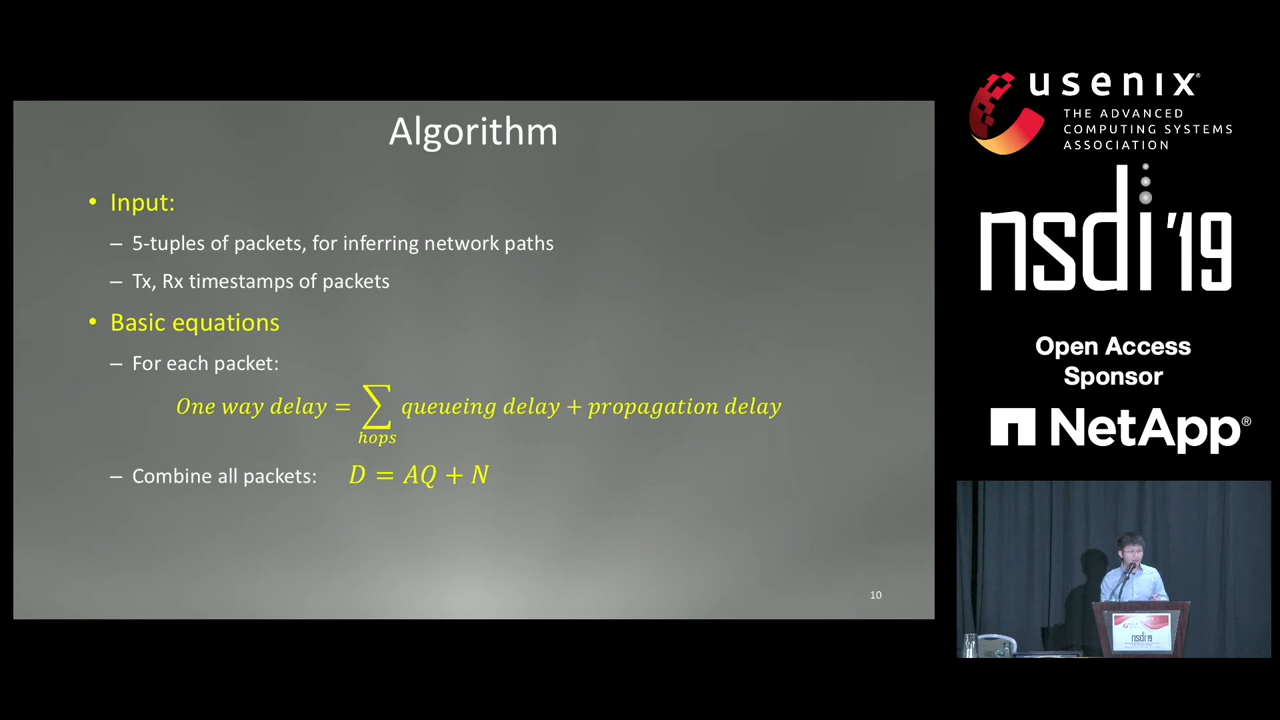 Algorithm
• Input:
– 5-tuples of packets, for inferring network paths
– Tx, Rx timestamps of packets
• Basic equations
– For each packet:
One way delay = ∑ queueing delay + propagation delay
hops
– Combine all packets: D = AQ + N
10
usenix®
THE ADVANCED
COMPUTING SYSTEMS
ASSOCIATION
nsdi '19
Open Access
Sponsor
NetApp®
nsdi'19